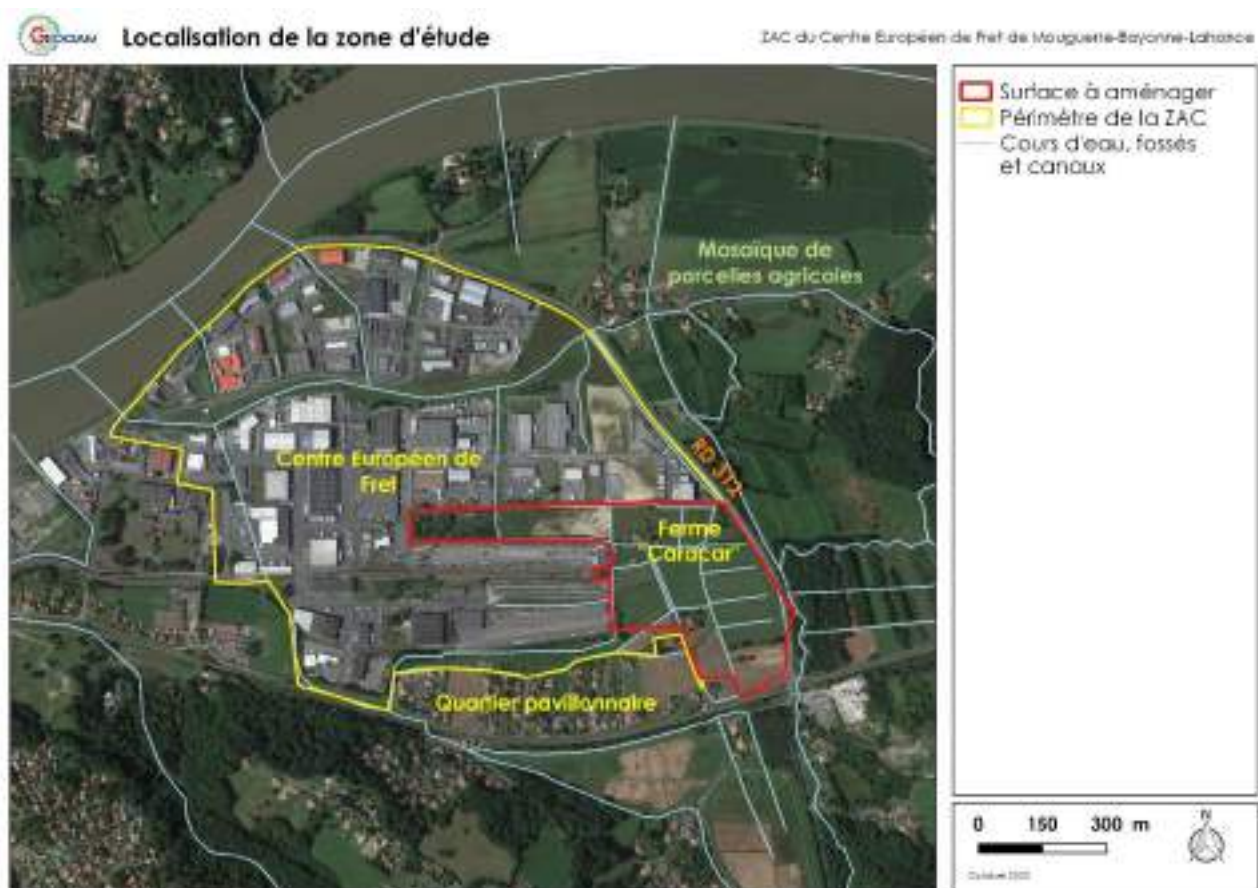 GEOCIAM
Localisation de la zone d'étude
ZAC du Centre Européen de Fret de Mouguerre-Bayonne-Lahonce
Surface à aménager
Périmètre de la ZAC
Cours d'eau, fossés
et canaux
Mosaïque de
parcelles agricoles
Centre Européen de
Fret
RD 312
Ferme
"Caracar"
Quartier pavillonnaire
N
0 150 300 m